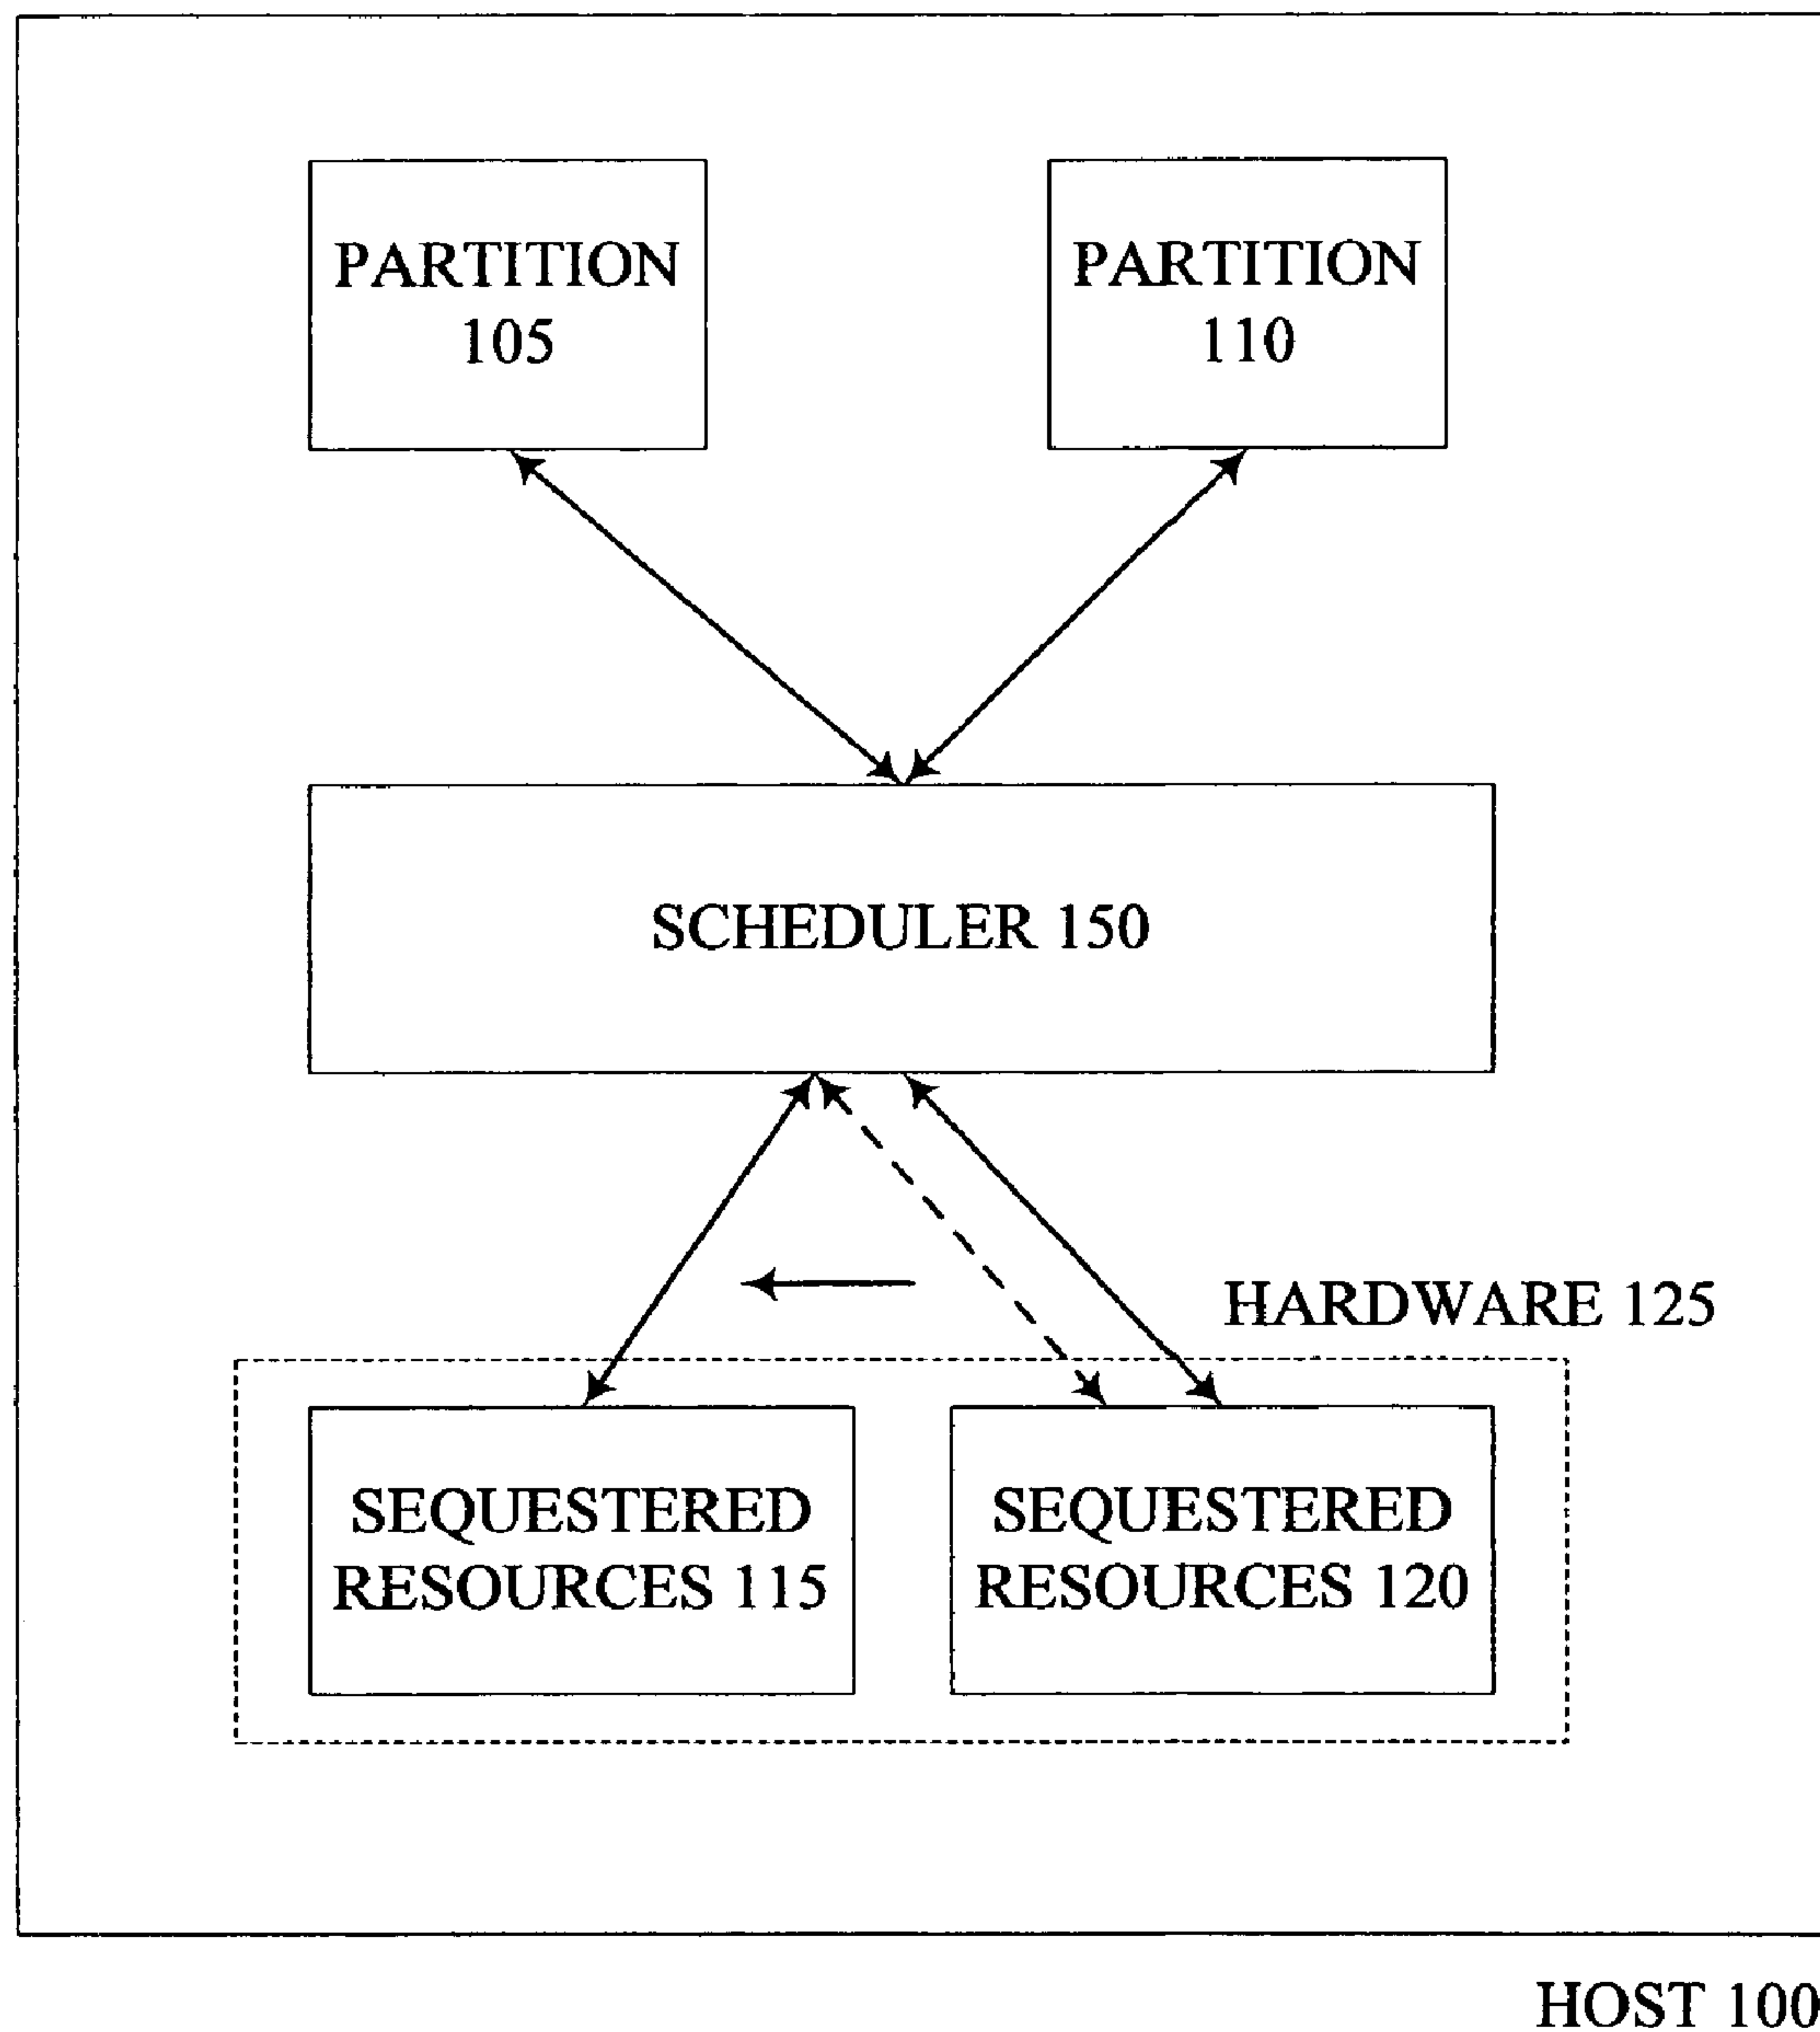 PARTITION
105
PARTITION
110
SCHEDULER 150
HARDWARE 125
SEQUESTERED
RESOURCES 115
SEQUESTERED
RESOURCES 120
HOST 100